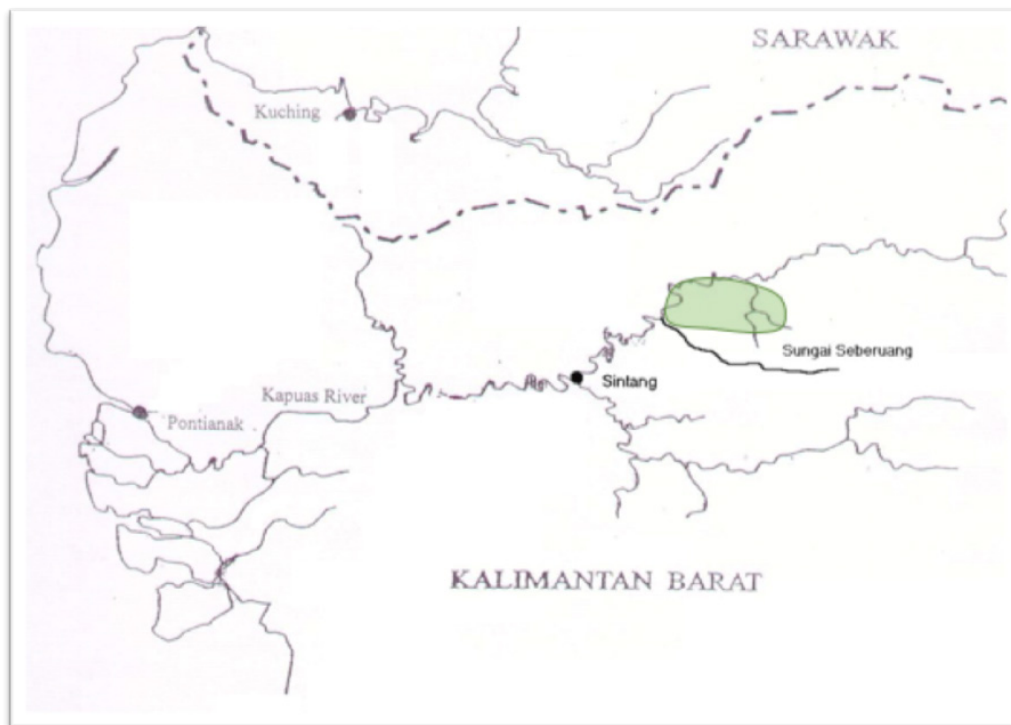 SARAWAK
Kuching
Sungai Seberuang
Sintang
Kapuas River
Pontianak
KALIMANTAN BARAT